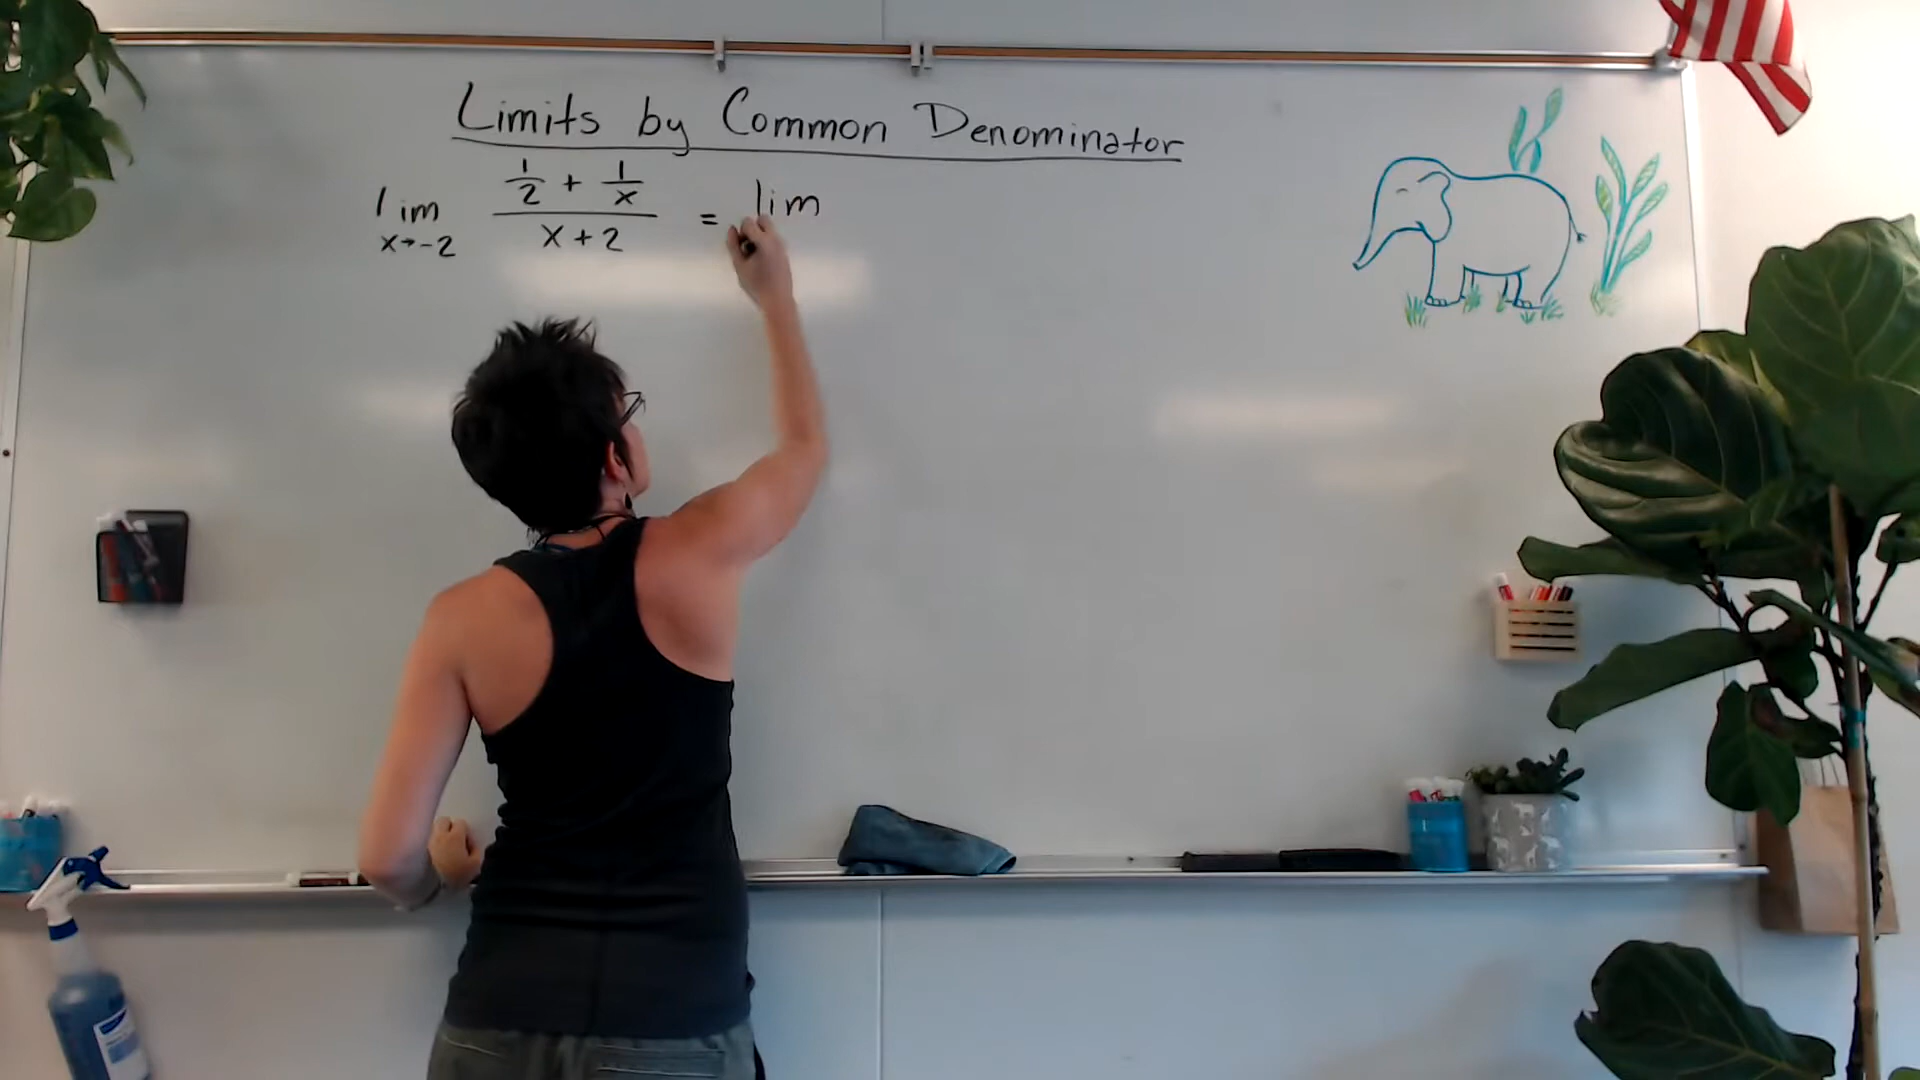 Limits by Common Denominator
lim x→-2 (1/2 + 1/x)/(x+2) = lim